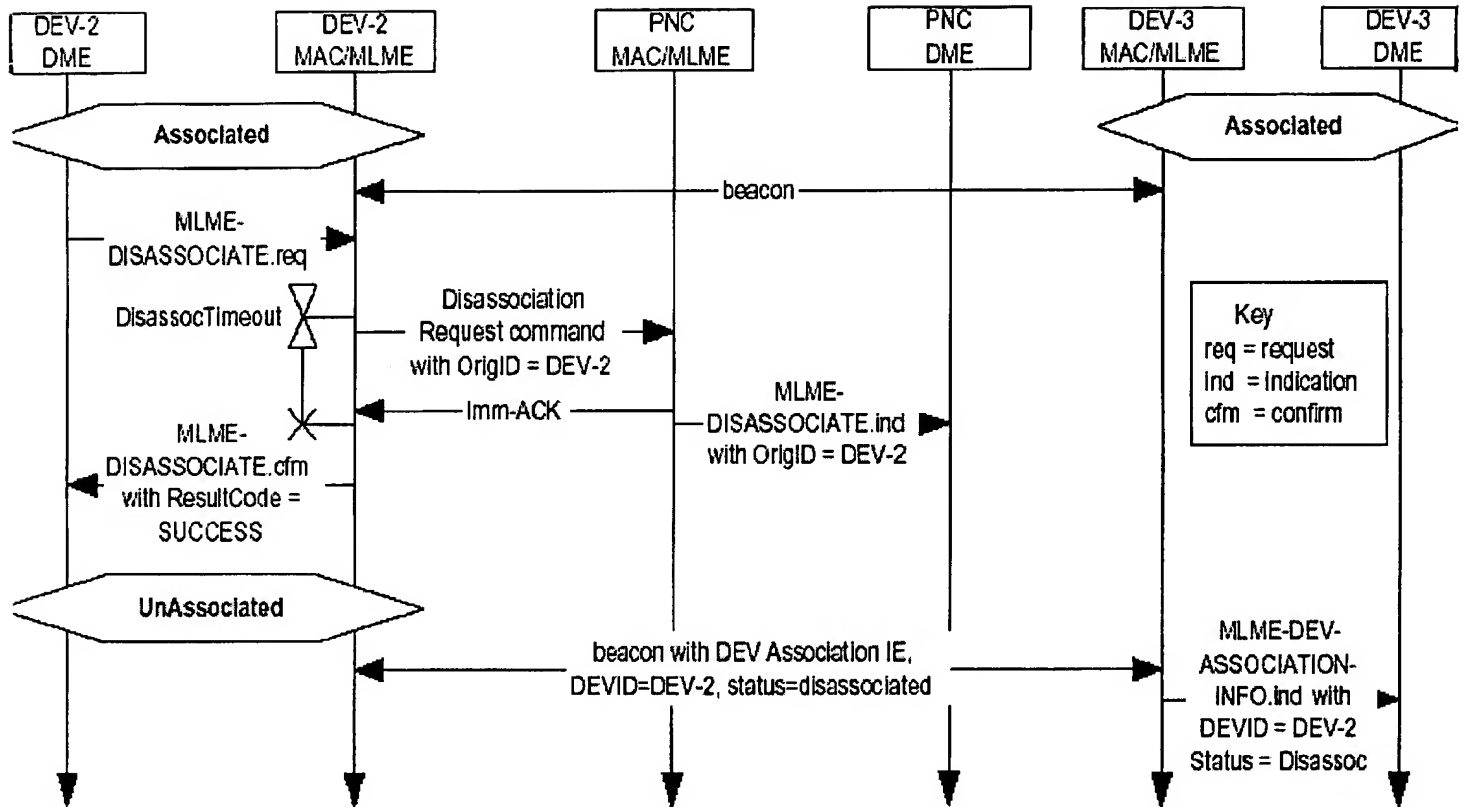 DEV-2
DME
DEV-2
MAC/MLME
PNC
MAC/MLME
PNC
DME
DEV-3
MAC/MLME
DEV-3
DME
Associated
Associated
beacon
MLME-
DISASSOCIATE.req
DisassocTimeout
Disassociation
Request command
with OrigID = DEV-2
Key
req = request
ind = indication
cfm = confirm
Imm-ACK
MLME-
DISASSOCIATE.ind
with OrigID = DEV-2
MLME-
DISASSOCIATE.cfm
with ResultCode =
SUCCESS
UnAssociated
beacon with DEV Association IE,
DEVID=DEV-2, status=disassociated
MLME-DEV-
ASSOCIATION-
INFO.ind with
DEVID = DEV-2
Status = Disassoc